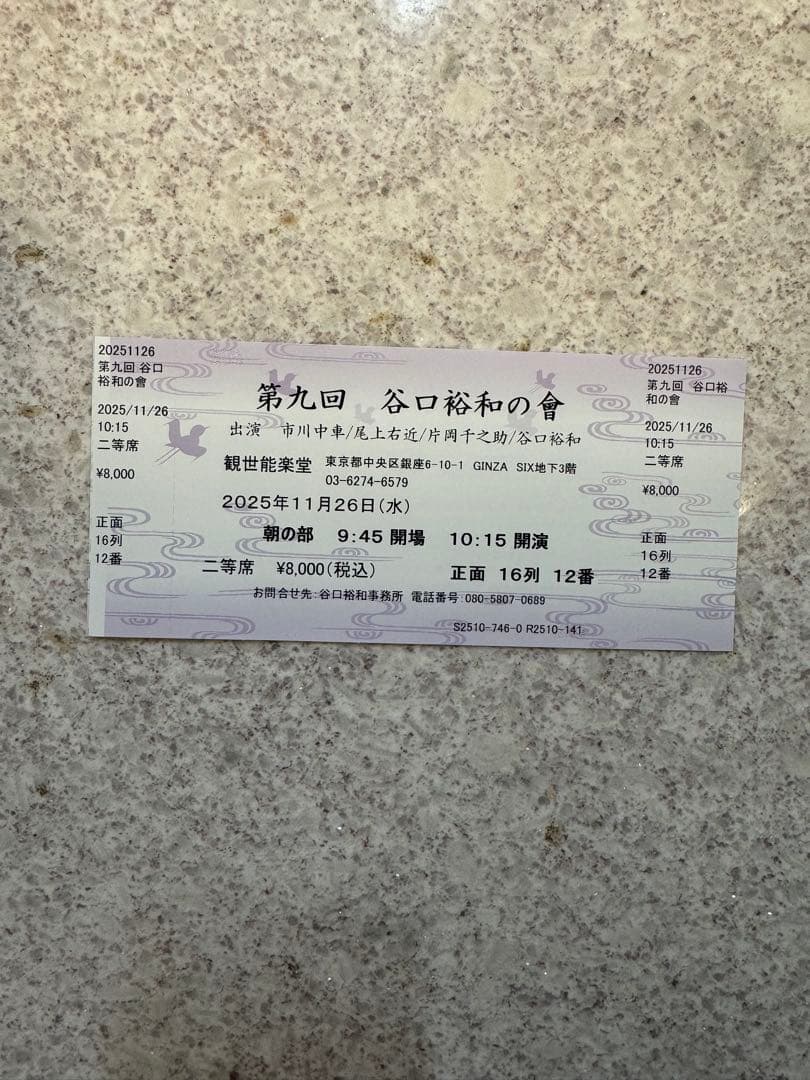 20251126
第九回 谷口
裕和の會
2025/11/26
10:15
二等席
¥8,000
正面
16列
12番
第九回　谷口裕和の會
出演　市川中車/尾上右近/片岡千之助/谷口裕和
観世能楽堂　東京都中央区銀座6-10-1 GINZA SIX地下3階
03-6274-6579
2025年11月26日(水)
朝の部　9:45 開場　10:15 開演
二等席　¥8,000(税込)　正面 16列 12番
お問合せ先:谷口裕和事務所 電話番号:080-5807-0689
S2510-746-0 R2510-141
20251126
第九回 谷口裕
和の會
2025/11/26
10:15
二等席
¥8,000
正面
16列
12番